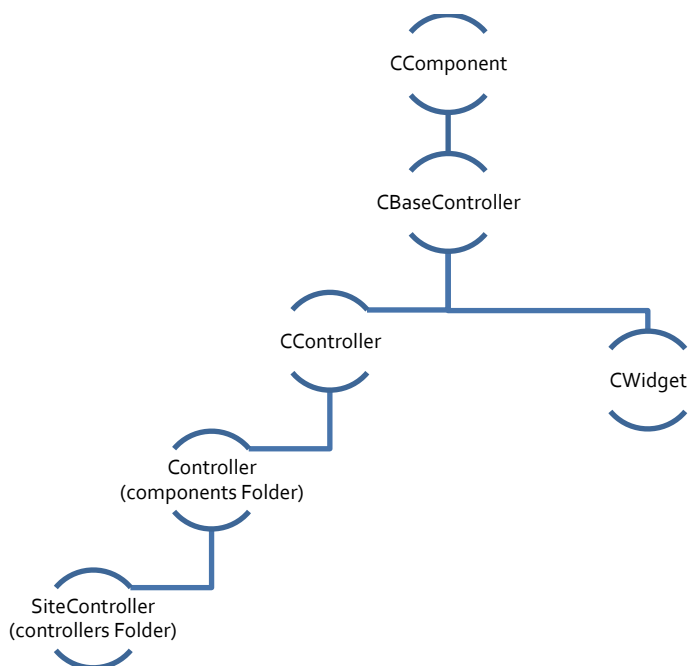 CComponent
CBaseController
CController
CWidget
Controller
(components Folder)
SiteController
(controllers Folder)